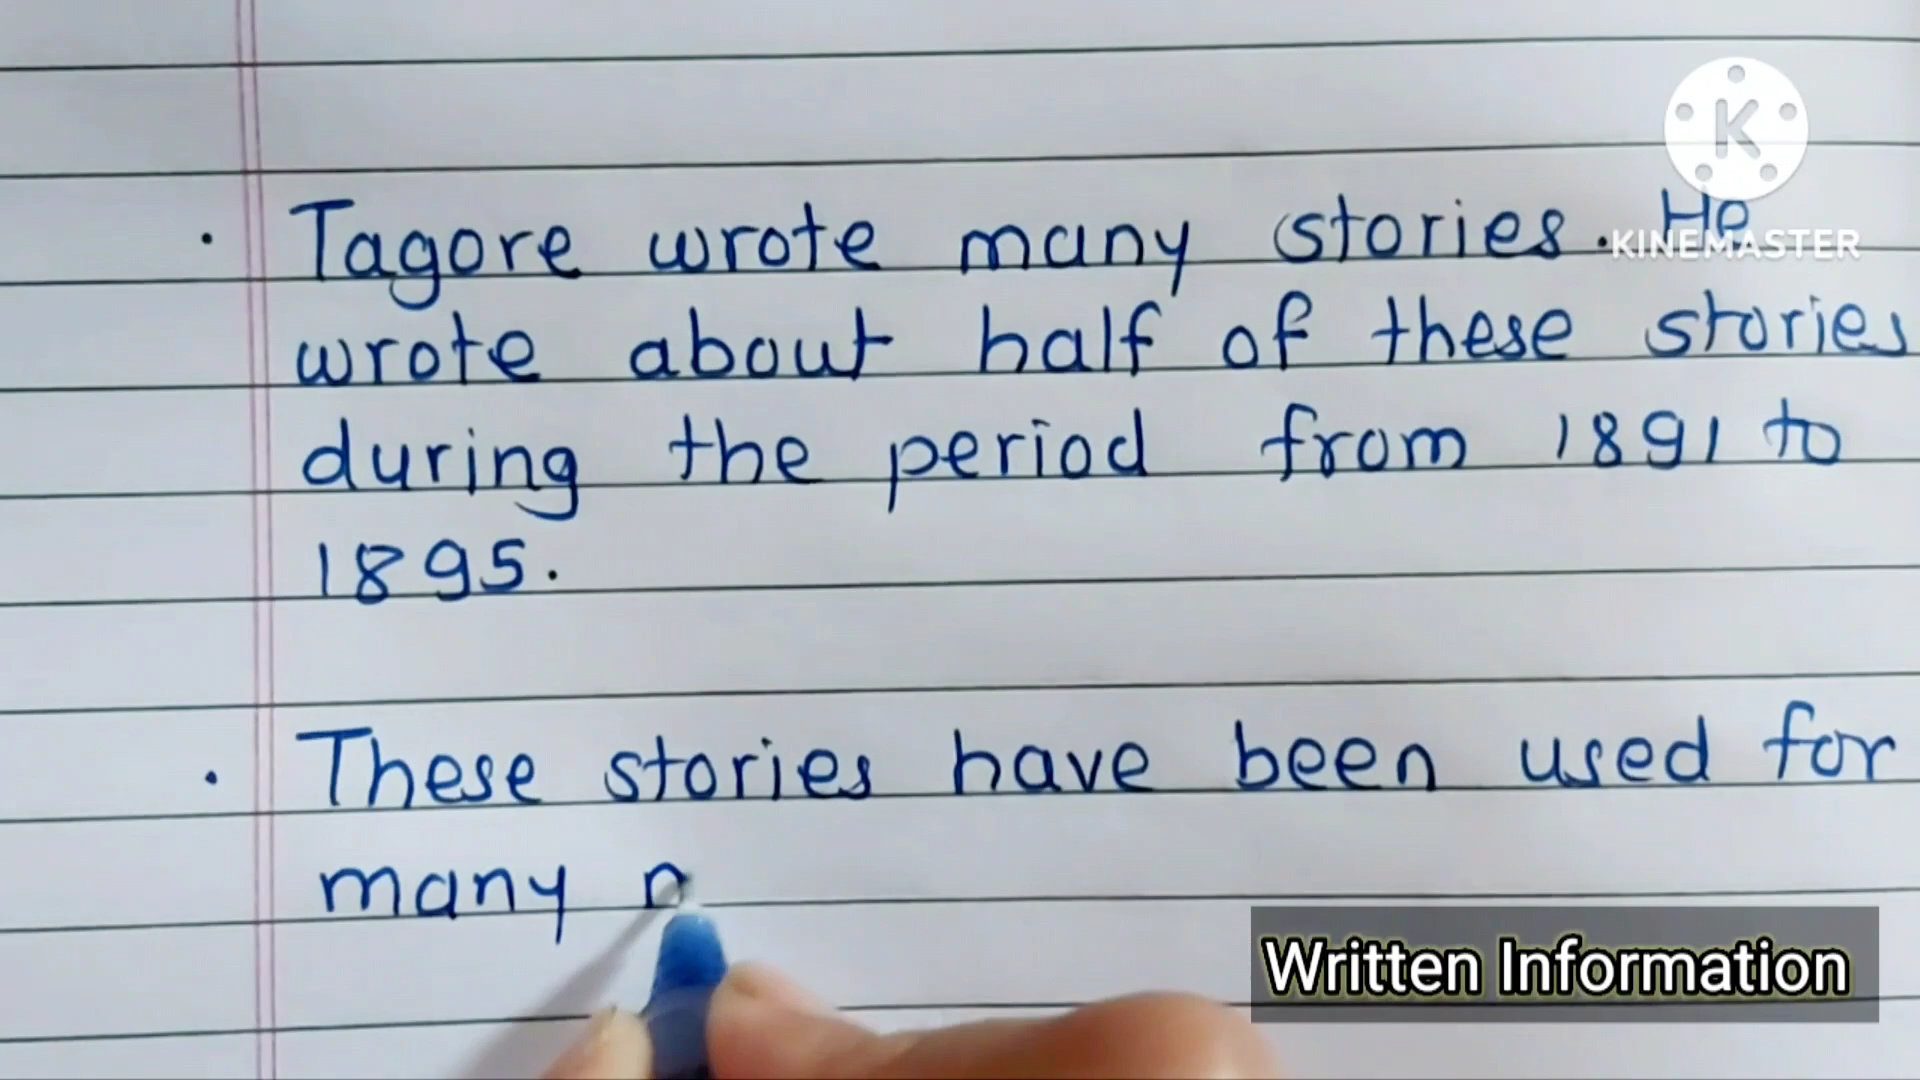 K
KINEMASTER
· Tagore wrote many stories. He
wrote about half of these stories
during the period from 1891 to
1895.
· These stories have been used for
many
Written Information